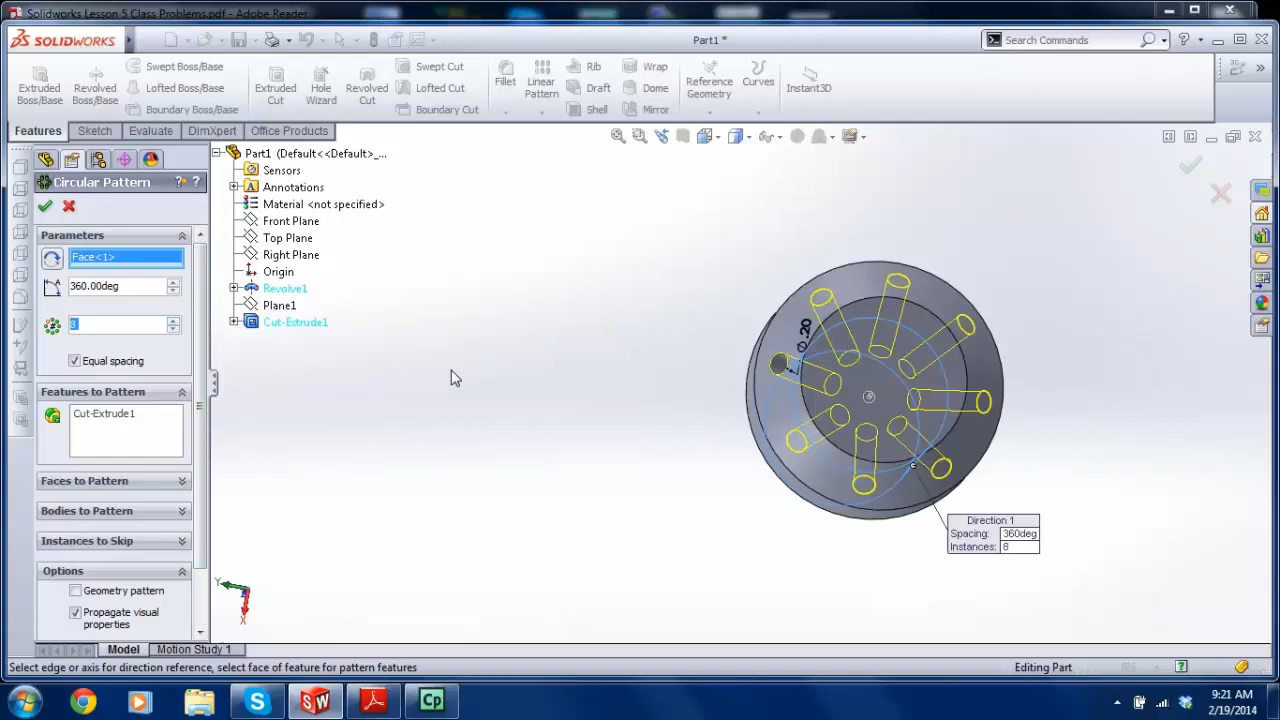 Solidworks Lesson 5 Class Problems.pdf - Adobe Reader
SOLIDWORKS
Part1 *
Search Commands
Extruded Boss/Base
Revolved Boss/Base
Swept Boss/Base
Lofted Boss/Base
Boundary Boss/Base
Extruded Cut
Hole Wizard
Revolved Cut
Swept Cut
Lofted Cut
Boundary Cut
Fillet
Linear Pattern
Rib
Draft
Shell
Wrap
Dome
Mirror
Reference Geometry
Curves
Instant3D
Features
Sketch
Evaluate
DimXpert
Office Products
Circular Pattern
Parameters
Face<1>
360.00deg
8
Equal spacing
Features to Pattern
Cut-Extrude1
Faces to Pattern
Bodies to Pattern
Instances to Skip
Options
Geometry pattern
Propagate visual
properties
Part1 (Default<<Default>_...
Sensors
Annotations
Material <not specified>
Front Plane
Top Plane
Right Plane
Origin
Revolve1
Plane1
Cut-Extrude1
∅.20
Direction 1
Spacing: 360deg
Instances: 8
Y
X
Model
Motion Study 1
Select edge or axis for direction reference, select face of feature for pattern features
Editing Part
SW
Cp
9:21 AM
2/19/2014